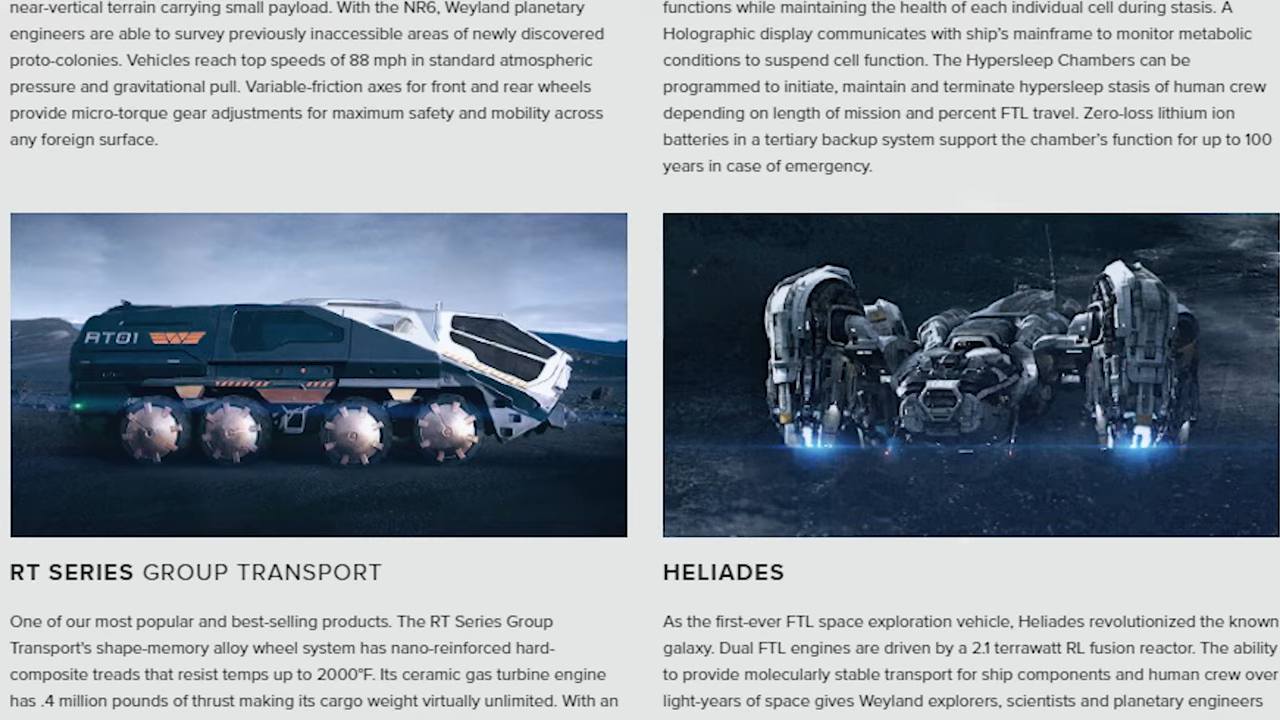 near-vertical terrain carrying small payload. With the NR6, Weyland planetary
engineers are able to survey previously inaccessible areas of newly discovered
proto-colonies. Vehicles reach top speeds of 88 mph in standard atmospheric
pressure and gravitational pull. Variable-friction axes for front and rear wheels
provide micro-torque gear adjustments for maximum safety and mobility across
any foreign surface.
functions while maintaining the health of each individual cell during stasis. A
Holographic display communicates with ship's mainframe to monitor metabolic
conditions to suspend cell function. The Hypersleep Chambers can be
programmed to initiate, maintain and terminate hypersleep stasis of human crew
depending on length of mission and percent FTL travel. Zero-loss lithium ion
batteries in a tertiary backup system support the chamber's function for up to 100
years in case of emergency.
RT01
RT SERIES GROUP TRANSPORT
One of our most popular and best-selling products. The RT Series Group
Transport's shape-memory alloy wheel system has nano-reinforced hard-
composite treads that resist temps up to 2000°F. Its ceramic gas turbine engine
has .4 million pounds of thrust making its cargo weight virtually unlimited. With an
HELIADES
As the first-ever FTL space exploration vehicle, Heliades revolutionized the known
galaxy. Dual FTL engines are driven by a 2.1 terrawatt RL fusion reactor. The ability
to provide molecularly stable transport for ship components and human crew over
light-years of space gives Weyland explorers, scientists and planetary engineers